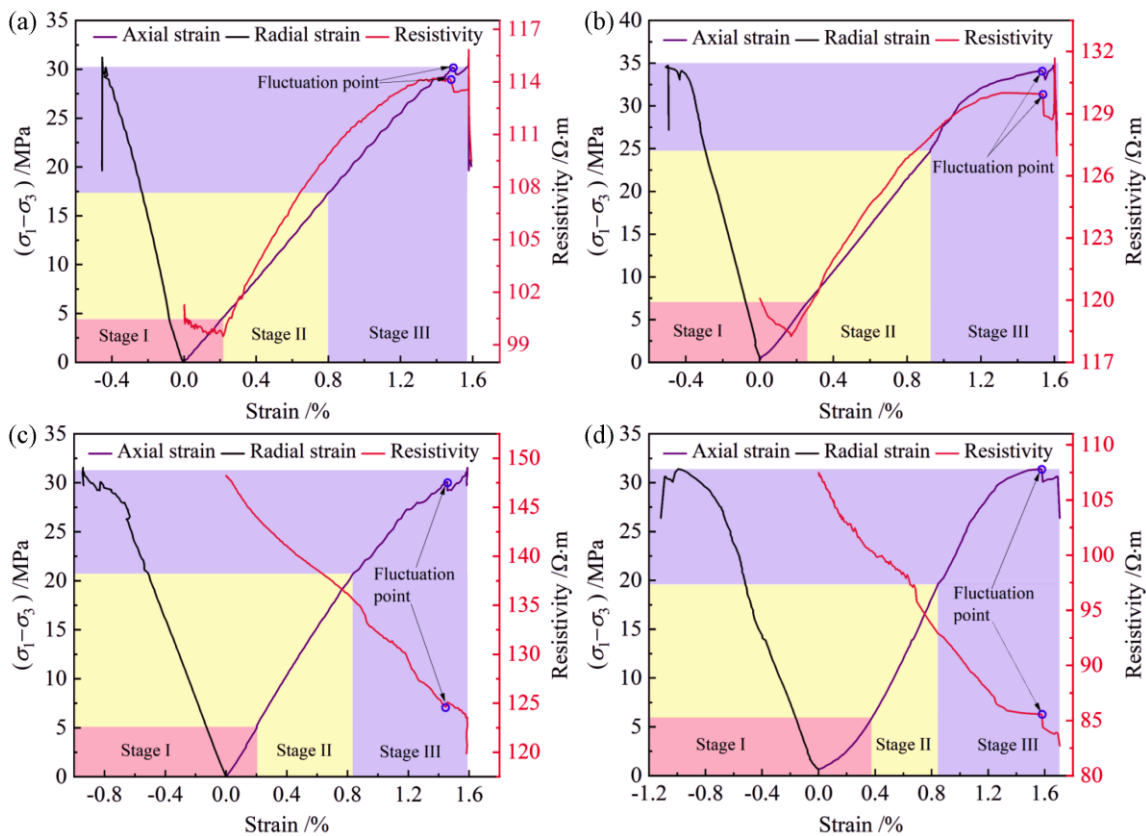 (a)
Axial strain Radial strain Resistivity
Fluctuation point
Stage I Stage II Stage III
0 5 10 15 20 25 30 35
(σ₁−σ₃) /MPa
99 102 105 108 111 114 117
Resistivity /Ω·m
-0.4 0.0 0.4 0.8 1.2 1.6
Strain /%
(b)
Axial strain Radial strain Resistivity
Fluctuation point
Stage I Stage II Stage III
0 5 10 15 20 25 30 35 40
(σ₁−σ₃) /MPa
117 120 123 126 129 132
Resistivity /Ω·m
-0.4 0.0 0.4 0.8 1.2 1.6
Strain /%
(c)
Axial strain Radial strain Resistivity
Fluctuation
point
Stage I Stage II Stage III
0 5 10 15 20 25 30 35
(σ₁−σ₃) /MPa
120 125 130 135 140 145 150
Resistivity /Ω·m
-0.8 -0.4 0.0 0.4 0.8 1.2 1.6
Strain /%
(d)
Axial strain Radial strain Resistivity
Fluctuation
point
Stage I Stage II Stage III
0 5 10 15 20 25 30 35
(σ₁−σ₃) /MPa
80 85 90 95 100 105 110
Resistivity /Ω·m
-1.2 -0.8 -0.4 0.0 0.4 0.8 1.2 1.6
Strain /%